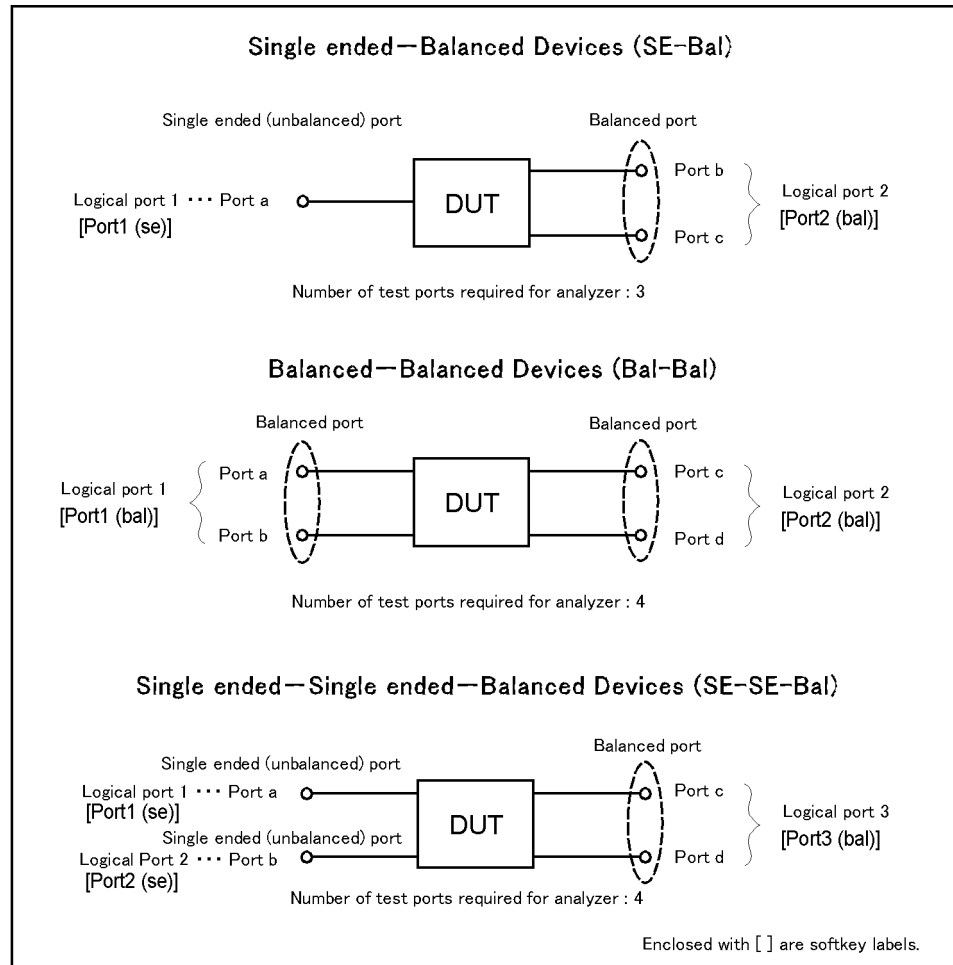 Single ended—Balanced Devices (SE-Bal)
Single ended (unbalanced) port
Balanced port
Logical port 1 ··· Port a
[Port1 (se)]
DUT
Port b
Port c
Logical port 2
[Port2 (bal)]
Number of test ports required for analyzer : 3
Balanced—Balanced Devices (Bal-Bal)
Balanced port
Balanced port
Logical port 1
[Port1 (bal)]
Port a
Port b
DUT
Port c
Port d
Logical port 2
[Port2 (bal)]
Number of test ports required for analyzer : 4
Single ended—Single ended—Balanced Devices (SE-SE-Bal)
Balanced port
Single ended (unbalanced) port
Logical port 1 ··· Port a
[Port1 (se)]
Single ended (unbalanced) port
Logical Port 2 ··· Port b
[Port2 (se)]
DUT
Port c
Port d
Logical port 3
[Port3 (bal)]
Number of test ports required for analyzer : 4
Enclosed with [ ] are softkey labels.